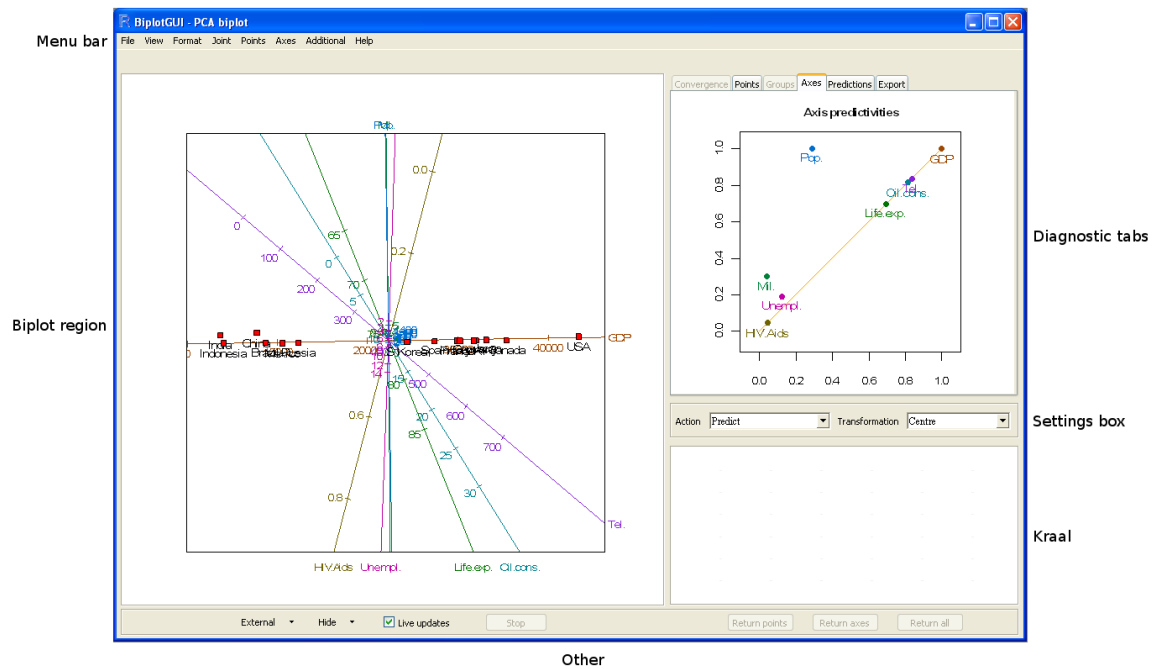 BiplotGUI - PCA biplot
Menu bar
File View Format Joint Points Axes Additional Help
Convergence Points Groups Axes Predictions Export
Axis predictivities
Pop.
GDP
Tel.
Oil.cons.
Life.exp.
Mil.
Unempl.
HIV.Aids
1.0
0.8
0.6
0.4
0.2
0.0
0.0 0.2 0.4 0.6 0.8 1.0
Diagnostic tabs
Biplot region
0.0
0
65
0.2
100
0
200
70
5
300
India
Indonesia
USA
GDP
40000
14
15
80
500
0.6
20
600
85
700
25
30
0.8
Tel.
HIV.Aids Unempl. Life.exp. Oil.cons.
Action Predict Transformation Centre
Settings box
Kraal
External Hide Live updates Stop Return points Return axes Return all
Other